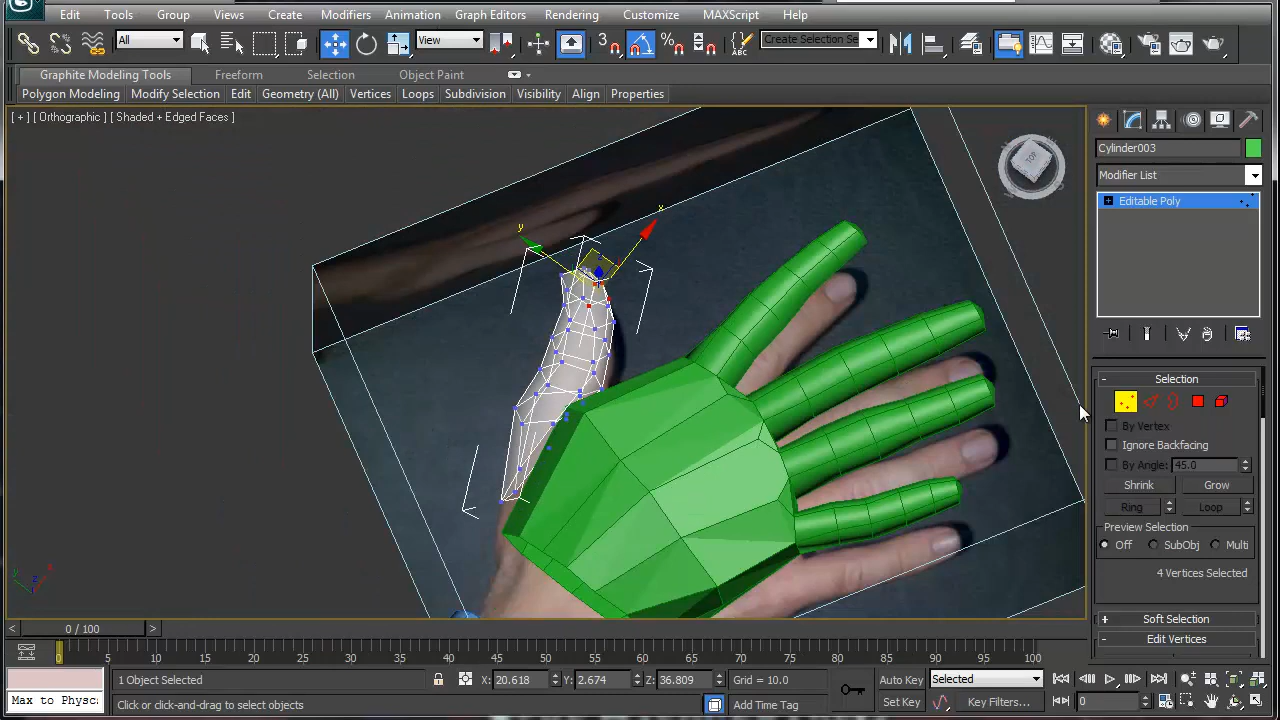 Edit Tools Group Views Create Modifiers Animation Graph Editors Rendering Customize MAXScript Help
All View 3 % ABC Create Selection Se
Graphite Modeling Tools Freeform Selection Object Paint
Polygon Modeling Modify Selection Edit Geometry (All) Vertices Loops Subdivision Visibility Align Properties
[ + ] [ Orthographic ] [ Shaded + Edged Faces ]
TOP
x
y
y z x
Cylinder003
Modifier List
+ Editable Poly
- Selection
By Vertex
Ignore Backfacing
By Angle: 45.0
Shrink Grow
Ring Loop
Preview Selection
Off SubObj Multi
4 Vertices Selected
+ Soft Selection
- Edit Vertices
< 0 / 100 >
0 5 10 15 20 25 30 35 40 45 50 55 60 65 70 75 80 85 90 95 100
1 Object Selected X: 20.618 Y: 2.674 Z: 36.809 Grid = 10.0 Auto Key Selected
Max to Physca Click or click-and-drag to select objects Add Time Tag Set Key Key Filters... 0